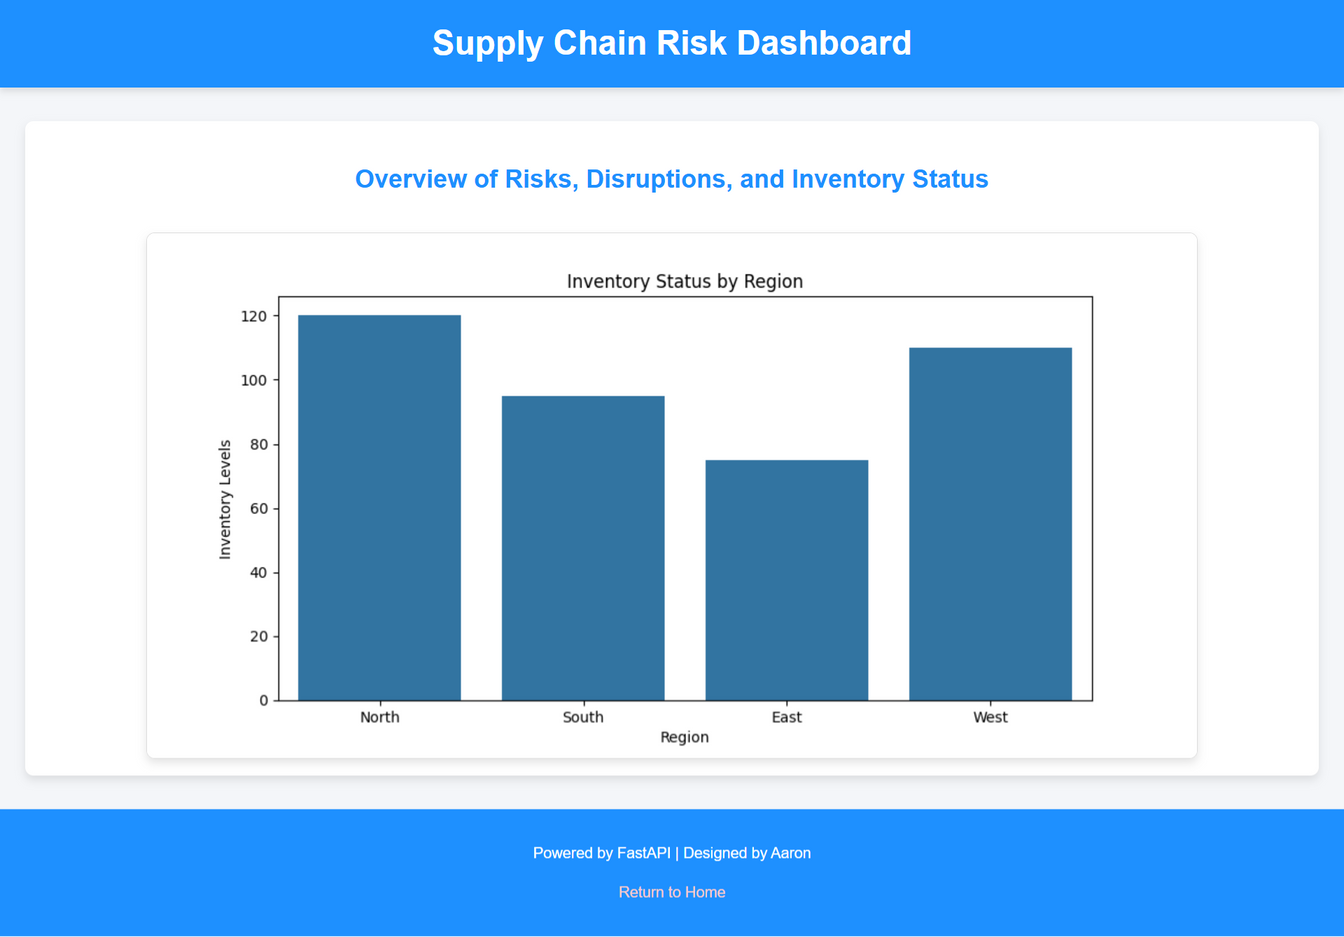 Supply Chain Risk Dashboard
Overview of Risks, Disruptions, and Inventory Status
Inventory Status by Region
120
100
80
60
40
20
0
Inventory Levels
North South East West
Region
Powered by FastAPI | Designed by Aaron
Return to Home